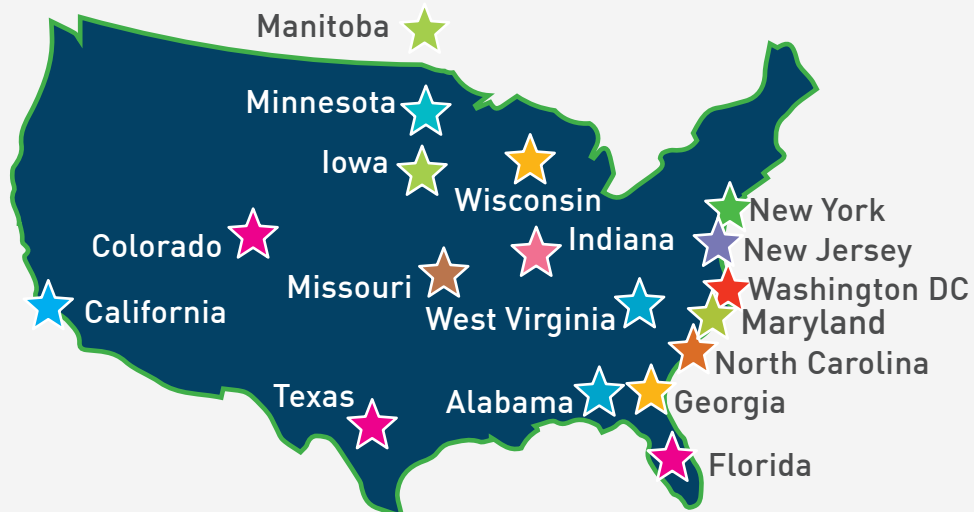 Manitoba
Minnesota
Iowa
Wisconsin
New York
Colorado
Indiana
New Jersey
Missouri
Washington DC
California
West Virginia
Maryland
North Carolina
Texas
Alabama
Georgia
Florida